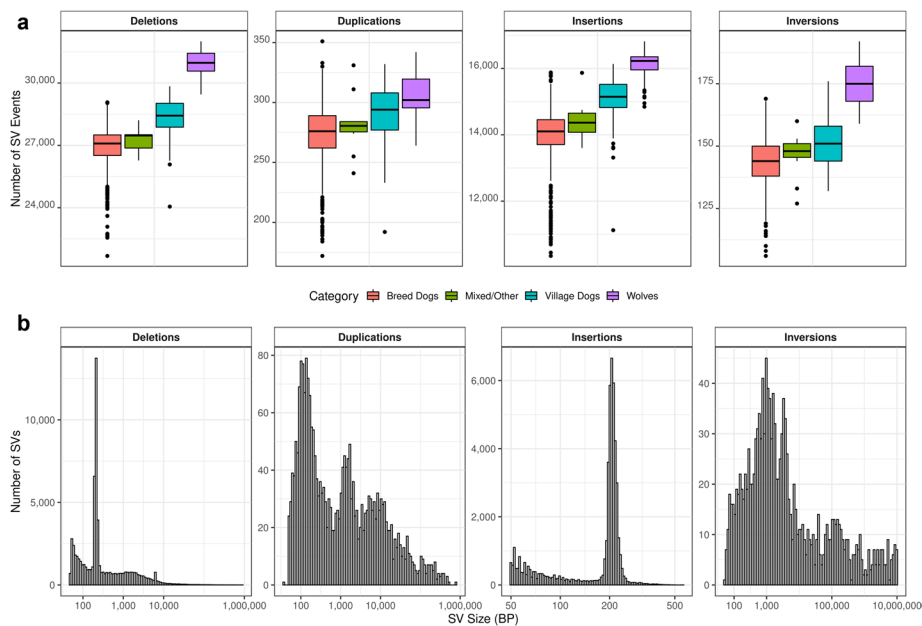 a
Deletions
Duplications
Insertions
Inversions
Number of SV Events
30,000
27,000
24,000
350
300
250
200
16,000
14,000
12,000
175
150
125
Category
Breed Dogs
Mixed/Other
Village Dogs
Wolves
b
Deletions
Duplications
Insertions
Inversions
Number of SVs
10,000
5,000
0
80
60
40
20
0
6,000
4,000
2,000
0
40
30
20
10
0
100
1,000
10,000
1,000,000
100
1,000
10,000
1,000,000
50
100
200
500
100
1,000
100,000
10,000,000
SV Size (BP)